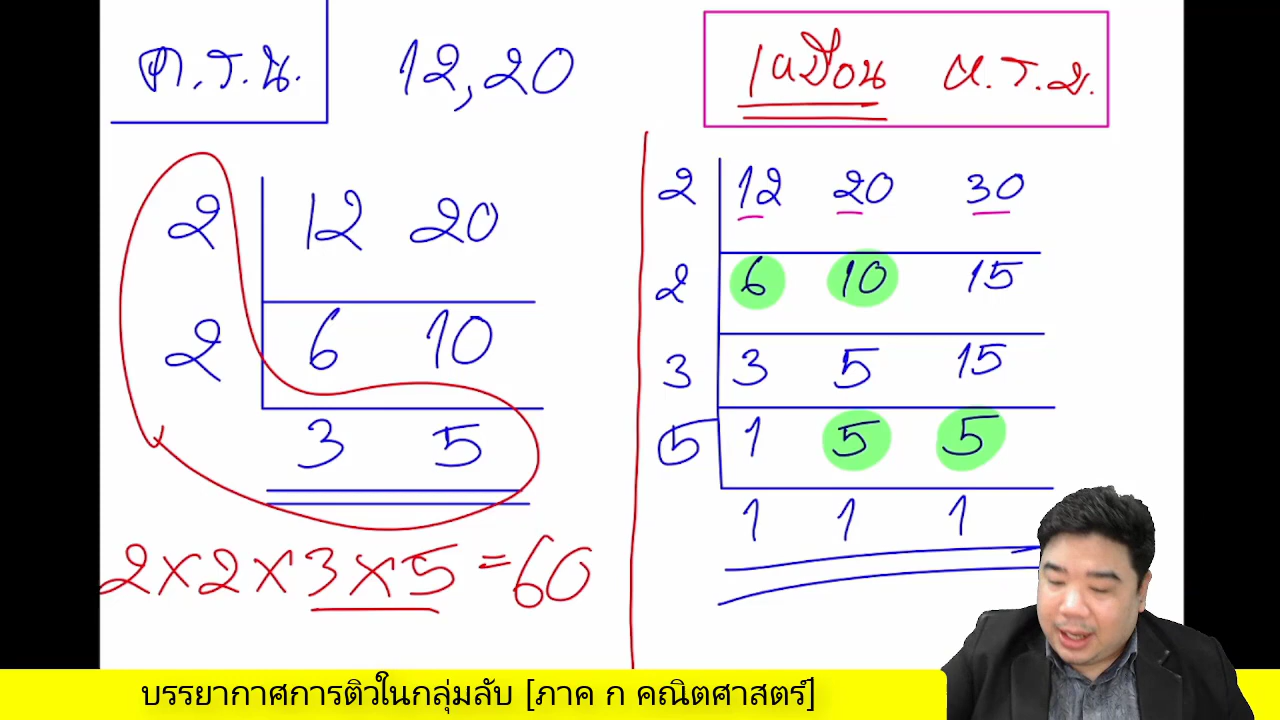 ค.ร.น. 12,20
2 12 20
2 6 10
3 5
2×2×3×5=60
เหมือน ห.ร.ม.
2 12 20 30
2 6 10 15
3 3 5 15
5 1 5 5
1 1 1
บรรยากาศการติวในกลุ่มลับ [ภาค ก คณิตศาสตร์]